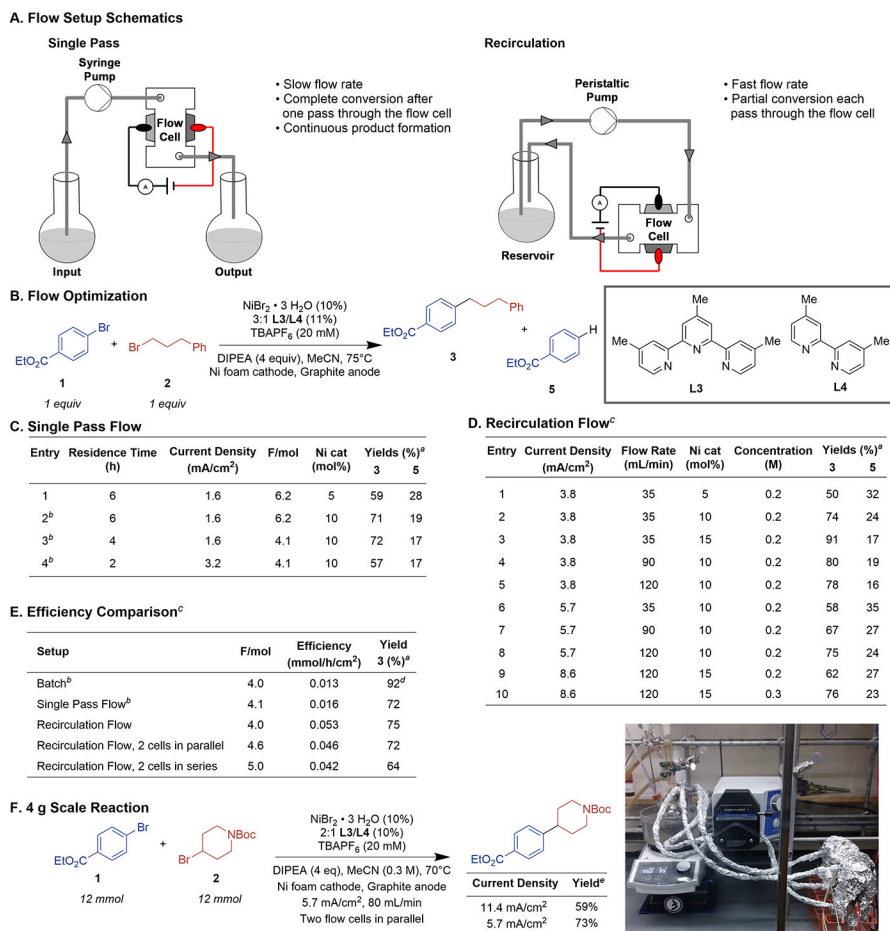 A. Flow Setup Schematics
Single Pass
Syringe
Pump
Flow
Cell
A
Input
Output
• Slow flow rate
• Complete conversion after
one pass through the flow cell
• Continuous product formation
Recirculation
Peristaltic
Pump
A
Flow
Cell
Reservoir
• Fast flow rate
• Partial conversion each
pass through the flow cell
B. Flow Optimization
EtO₂C
Br
1
1 equiv
+
Br
Ph
2
1 equiv
NiBr₂ • 3 H₂O (10%)
3:1 L3/L4 (11%)
TBAPF₆ (20 mM)
DIPEA (4 equiv), MeCN, 75°C
Ni foam cathode, Graphite anode
EtO₂C
Ph
3
+
H
EtO₂C
5
Me
Me
Me
N
N
N
L3
Me
Me
N
N
L4
C. Single Pass Flow
Entry Residence Time (h) Current Density (mA/cm²) F/mol Ni cat (mol%) Yields (%)ᵃ 3 5
1 6 1.6 6.2 5 59 28
2ᵇ 6 1.6 6.2 10 71 19
3ᵇ 4 1.6 4.1 10 72 17
4ᵇ 2 3.2 4.1 10 57 17
D. Recirculation Flowᶜ
Entry Current Density (mA/cm²) Flow Rate (mL/min) Ni cat (mol%) Concentration (M) Yields (%)ᵃ 3 5
1 3.8 35 5 0.2 50 32
2 3.8 35 10 0.2 74 24
3 3.8 35 15 0.2 91 17
4 3.8 90 10 0.2 80 19
5 3.8 120 10 0.2 78 16
6 5.7 35 10 0.2 58 35
7 5.7 90 10 0.2 67 27
8 5.7 120 10 0.2 75 24
9 8.6 120 15 0.2 62 27
10 8.6 120 15 0.3 76 23
E. Efficiency Comparisonᶜ
Setup F/mol Efficiency (mmol/h/cm²) Yield 3 (%)ᵃ
Batchᵇ 4.0 0.013 92ᵈ
Single Pass Flowᵇ 4.1 0.016 72
Recirculation Flow 4.0 0.053 75
Recirculation Flow, 2 cells in parallel 4.6 0.046 72
Recirculation Flow, 2 cells in series 5.0 0.042 64
F. 4 g Scale Reaction
EtO₂C
Br
1
12 mmol
+
NBoc
Br
2
12 mmol
NiBr₂ • 3 H₂O (10%)
2:1 L3/L4 (10%)
TBAPF₆ (20 mM)
DIPEA (4 eq), MeCN (0.3 M), 70°C
Ni foam cathode, Graphite anode
5.7 mA/cm², 80 mL/min
Two flow cells in parallel
NBoc
EtO₂C
Current Density Yieldᵉ
11.4 mA/cm² 59%
5.7 mA/cm² 73%